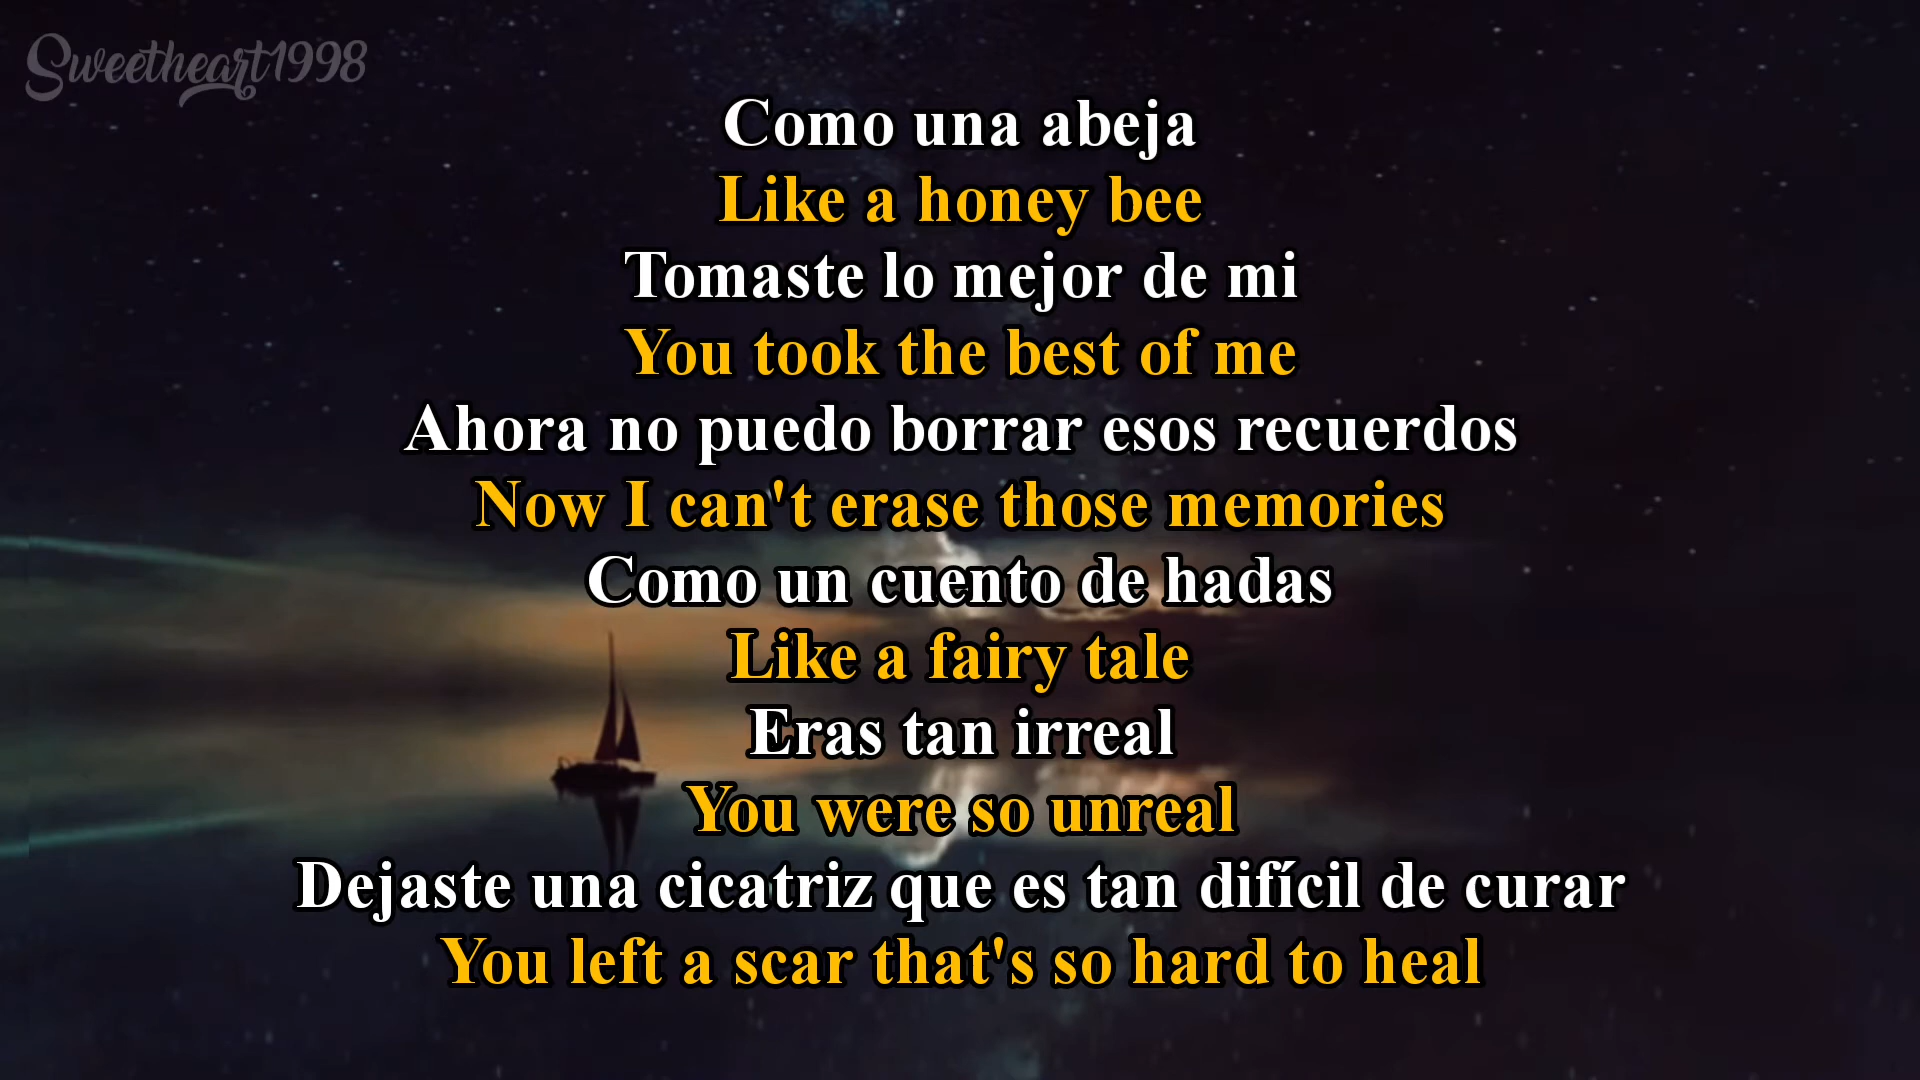 Sweetheart1998
Como una abeja
Like a honey bee
Tomaste lo mejor de mi
You took the best of me
Ahora no puedo borrar esos recuerdos
Now I can't erase those memories
Como un cuento de hadas
Like a fairy tale
Eras tan irreal
You were so unreal
Dejaste una cicatriz que es tan difícil de curar
You left a scar that's so hard to heal